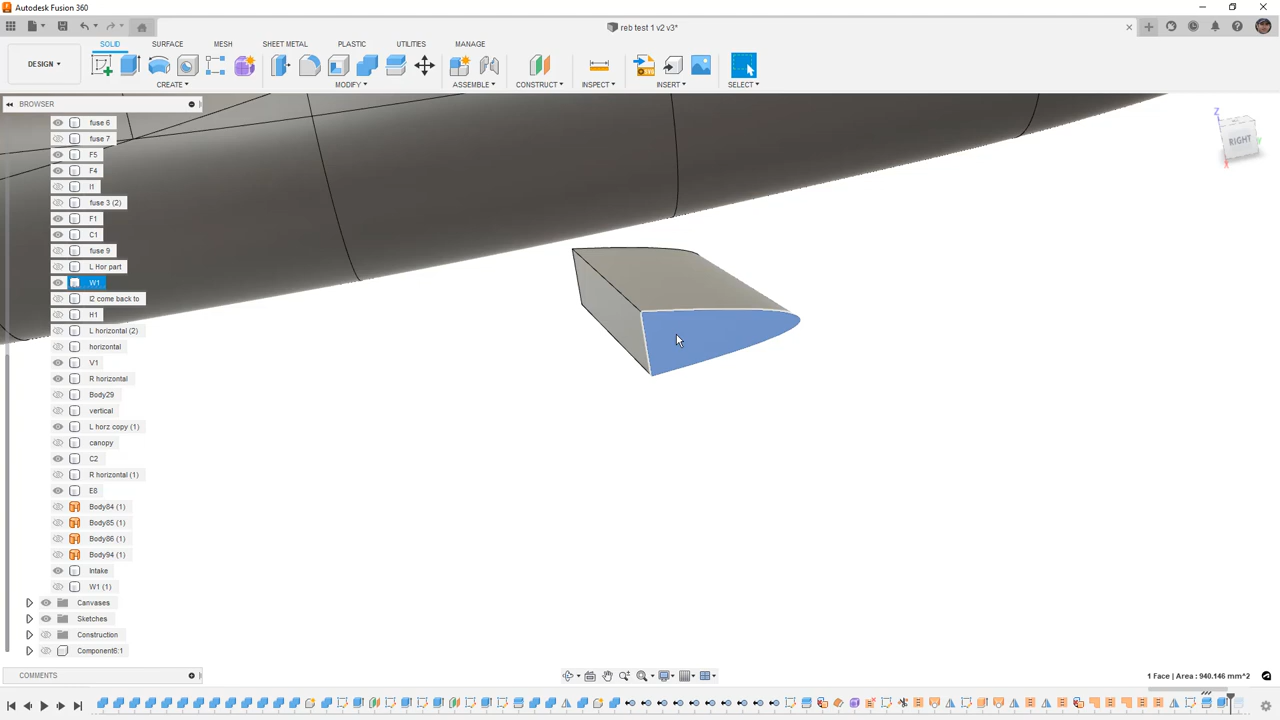 Autodesk Fusion 360
reb test 1 v2 v3*
DESIGN
SOLID SURFACE MESH SHEET METAL PLASTIC UTILITIES MANAGE
CREATE MODIFY ASSEMBLE CONSTRUCT INSPECT INSERT SELECT
BROWSER
fuse 6
fuse 7
F5
F4
I1
fuse 3 (2)
F1
C1
fuse 9
L Hor part
W1
I2 come back to
H1
L horizontal (2)
horizontal
V1
R horizontal
Body29
vertical
L horz copy (1)
canopy
C2
R horizontal (1)
E8
Body84 (1)
Body85 (1)
Body86 (1)
Body94 (1)
Intake
W1 (1)
Canvases
Sketches
Construction
Component6:1
Z
RIGHT
Y
X
COMMENTS
1 Face | Area : 940.146 mm^2